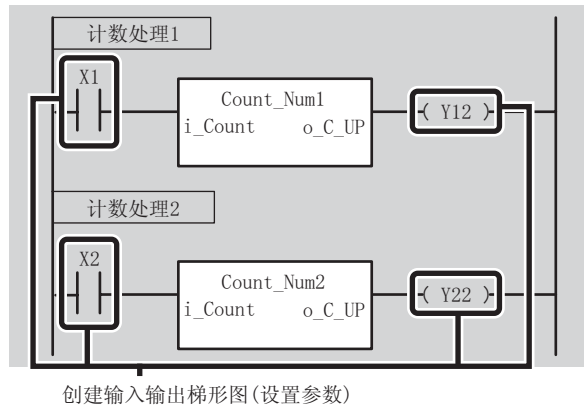 计数处理1
X1
Count_Num1
i_Count o_C_UP
( Y12 )
计数处理2
X2
Count_Num2
i_Count o_C_UP
( Y22 )
创建输入输出梯形图(设置参数)